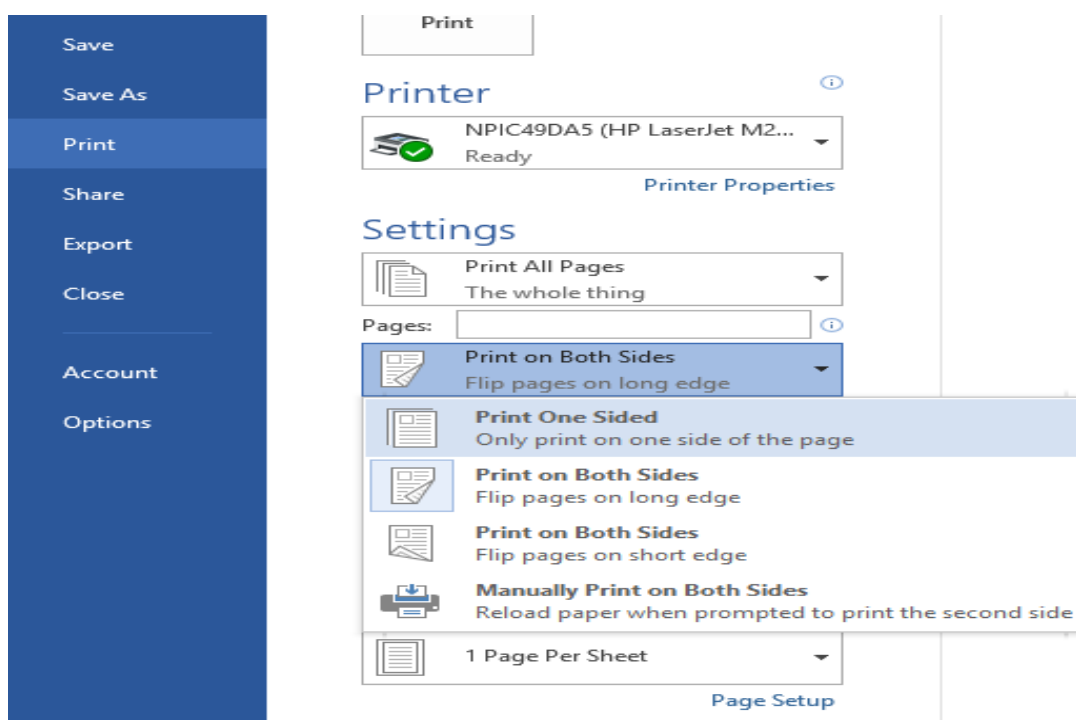 Save
Save As
Print
Share
Export
Close
Account
Options
Print
Printer
NPIC49DA5 (HP LaserJet M2...
Ready
Printer Properties
Settings
Print All Pages
The whole thing
Pages:
Print on Both Sides
Flip pages on long edge
Print One Sided
Only print on one side of the page
Print on Both Sides
Flip pages on long edge
Print on Both Sides
Flip pages on short edge
Manually Print on Both Sides
Reload paper when prompted to print the second side
1 Page Per Sheet
Page Setup